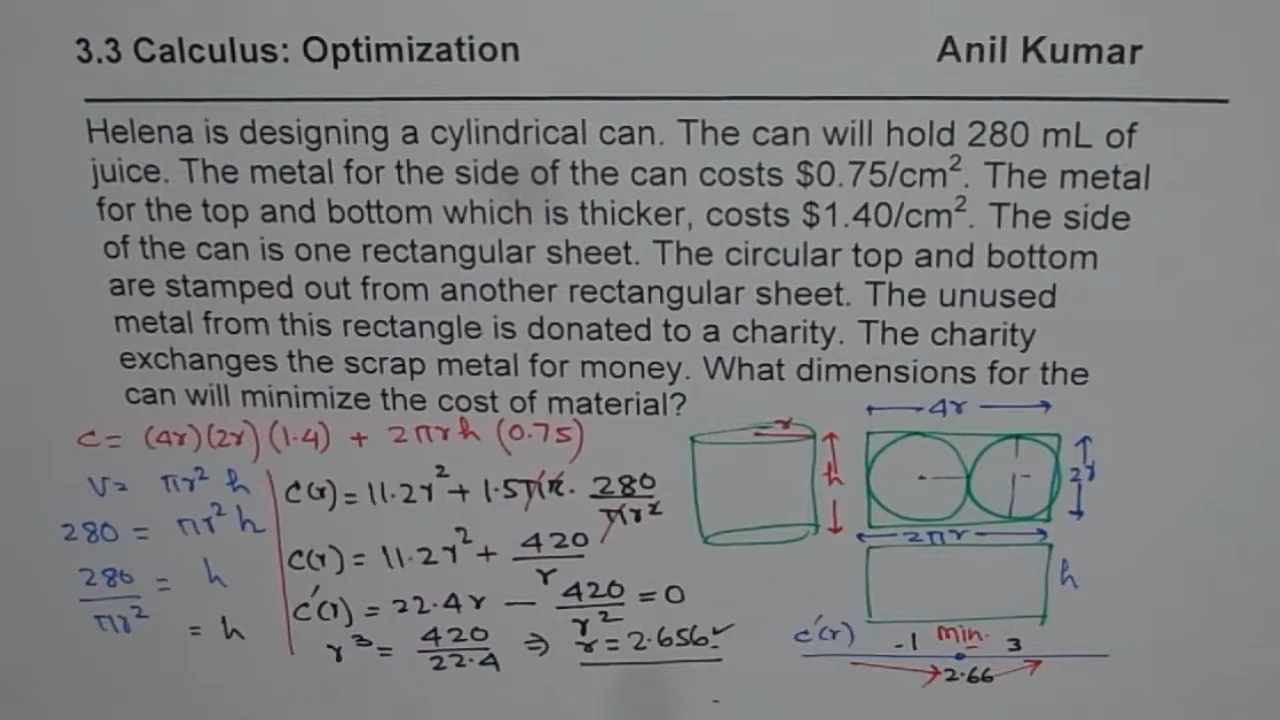 3.3 Calculus: Optimization Anil Kumar
Helena is designing a cylindrical can. The can will hold 280 mL of
juice. The metal for the side of the can costs $0.75/cm². The metal
for the top and bottom which is thicker, costs $1.40/cm². The side
of the can is one rectangular sheet. The circular top and bottom
are stamped out from another rectangular sheet. The unused
metal from this rectangle is donated to a charity. The charity
exchanges the scrap metal for money. What dimensions for the
can will minimize the cost of material?
C = (4r)(2r)(1.4) + 2πrh (0.75)
V= πr² h
280 = πr² h
280/πr² = h
= h
C(r) = 11.2r² + 1.5πr. 280/πr²
C(r) = 11.2r² + 420/r
C'(r) = 22.4r − 420/r² = 0
r³ = 420/22.4 ⇒ r = 2.656
r
h
4r
2r
2πr
h
C'(r) -1 min. 3
2.66